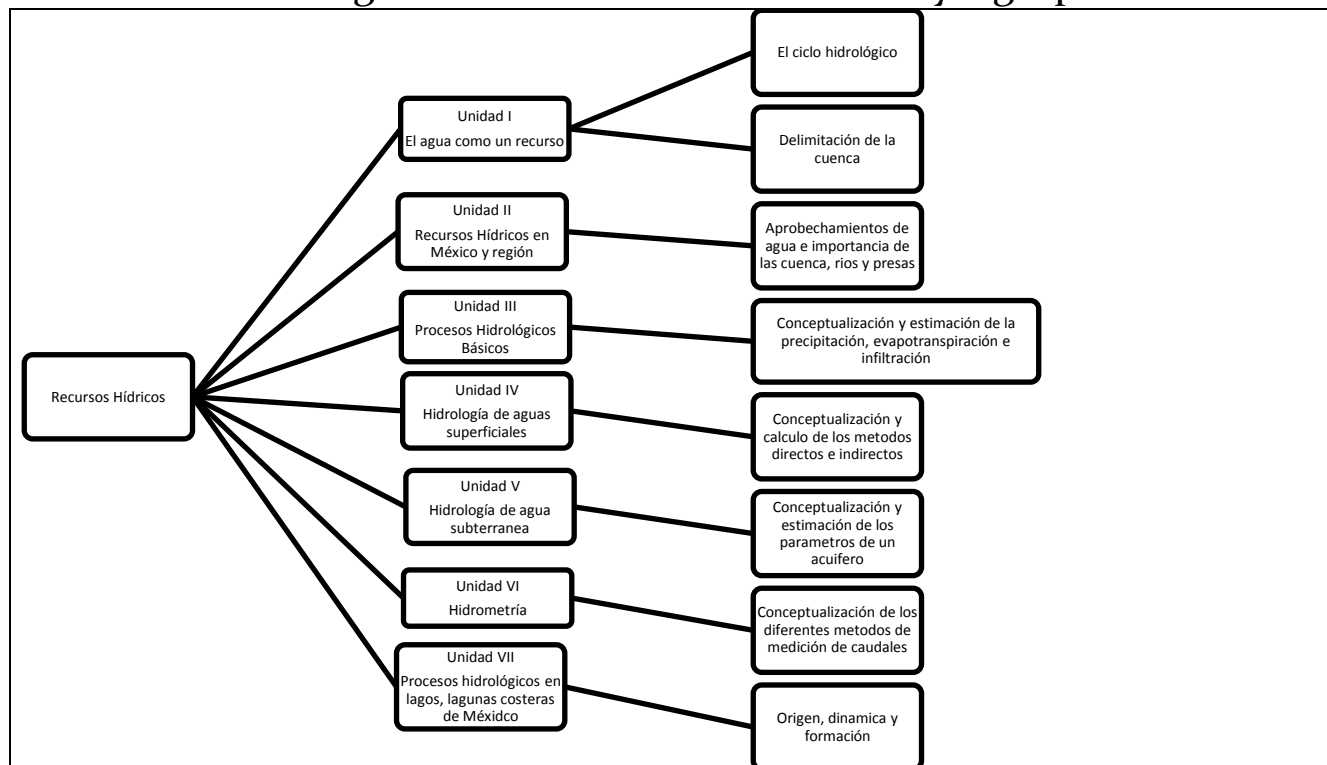 Recursos Hídricos
Unidad I
El agua como un recurso
El ciclo hidrológico
Delimitación de la
cuenca
Unidad II
Recursos Hídricos en
México y región
Aprobechamientos de
agua e importancia de
las cuenca, rios y presas
Unidad III
Procesos Hidrológicos
Básicos
Conceptualización y estimación de la
precipitación, evapotranspiración e
infiltración
Unidad IV
Hidrología de aguas
superficiales
Conceptualización y
calculo de los metodos
directos e indirectos
Unidad V
Hidrología de agua
subterranea
Conceptualización y
estimación de los
parametros de un
acuifero
Unidad VI
Hidrometría
Conceptualización de los
diferentes metodos de
medición de caudales
Unidad VII
Procesos hidrológicos en
lagos, lagunas costeras
de Méxidco
Origen, dinamica y
formación